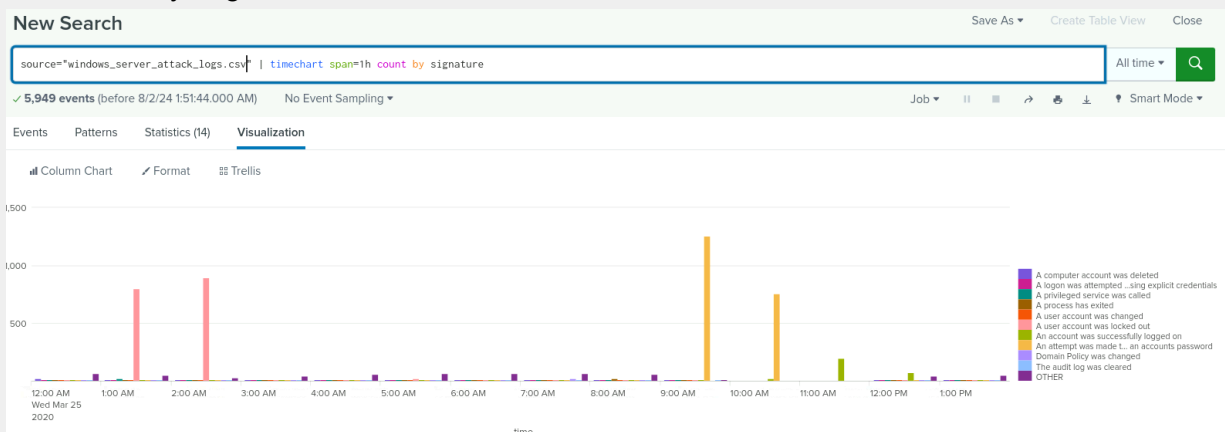 New Search
Save As ▾ Create Table View Close
source="windows_server_attack_logs.csv" | timechart span=1h count by signature
All time ▾
✓ 5,949 events (before 8/2/24 1:51:44.000 AM) No Event Sampling ▾
Job ▾ Smart Mode ▾
Events Patterns Statistics (14) Visualization
Column Chart Format Trellis
1,500
1,000
500
A computer account was deleted
A logon was attempted ...sing explicit credentials
A privileged service was called
A process has exited
A user account was changed
A user account was locked out
An account was successfully logged on
An attempt was made t... an accounts password
Domain Policy was changed
The audit log was cleared
OTHER
12:00 AM 1:00 AM 2:00 AM 3:00 AM 4:00 AM 5:00 AM 6:00 AM 7:00 AM 8:00 AM 9:00 AM 10:00 AM 11:00 AM 12:00 PM 1:00 PM
Wed Mar 25
2020